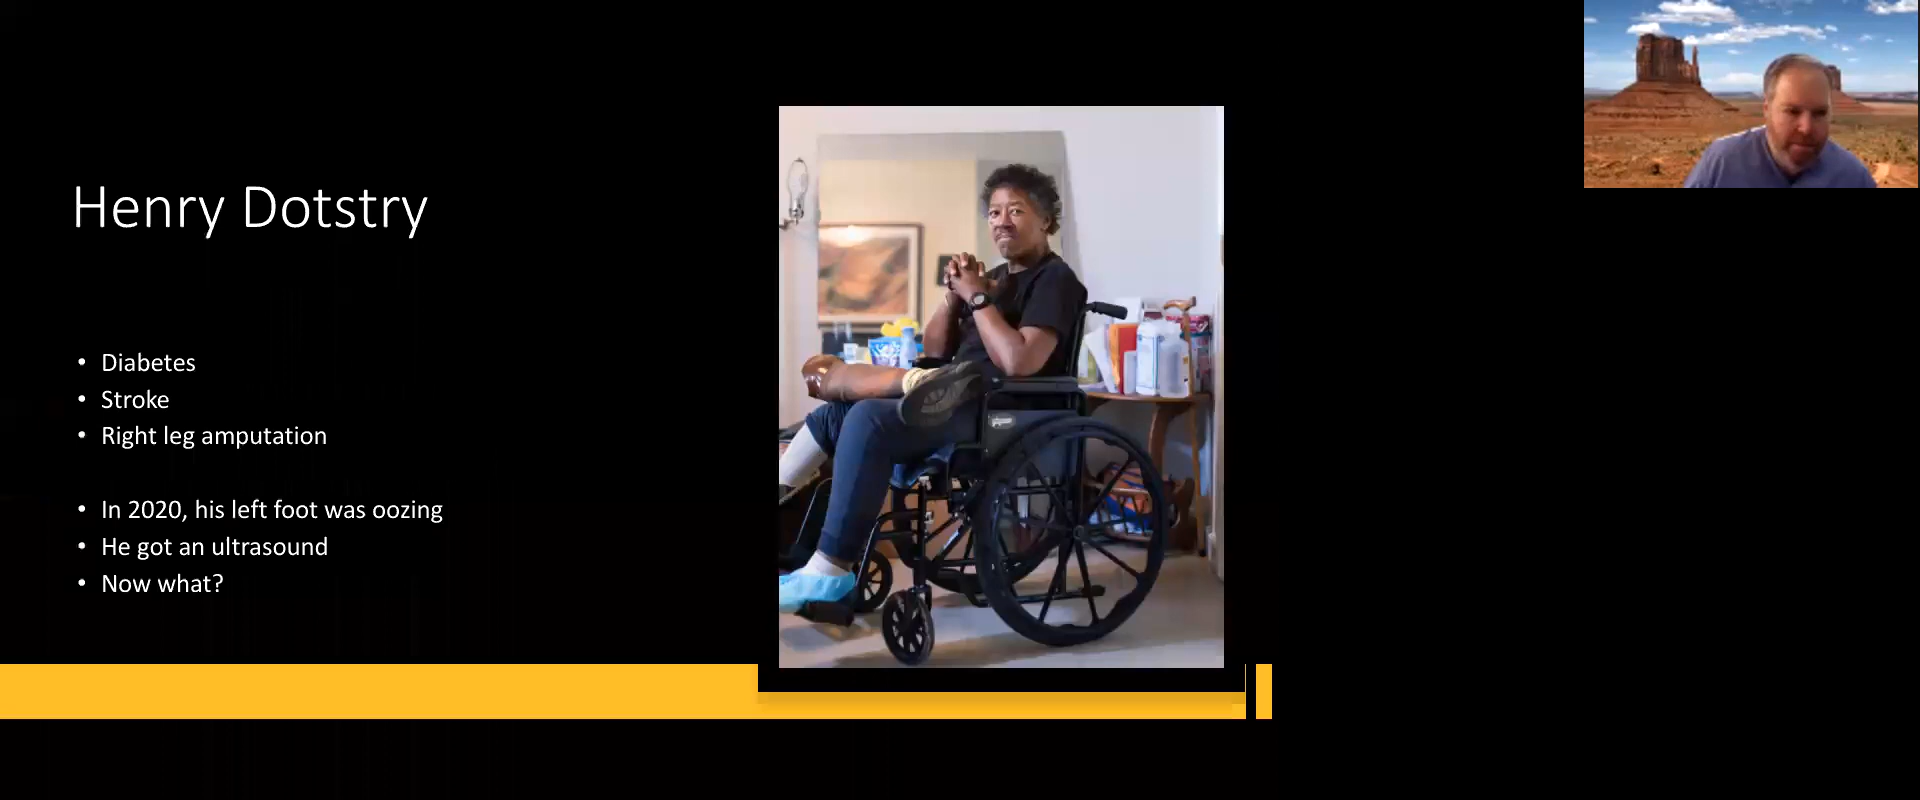 Henry Dotstry
• Diabetes
• Stroke
• Right leg amputation
• In 2020, his left foot was oozing
• He got an ultrasound
• Now what?